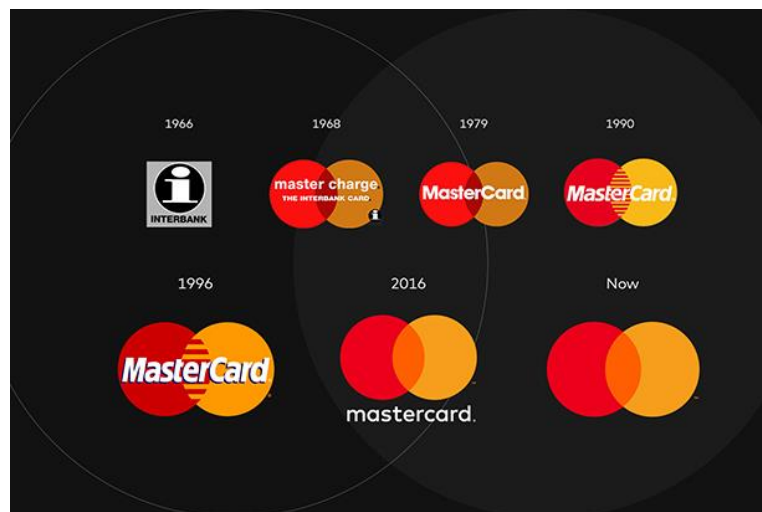 1966 1968 1979 1990
i
INTERBANK
master charge.
THE INTERBANK CARD
i
MasterCard.
MasterCard.
1996 2016 Now
MasterCard.
mastercard.